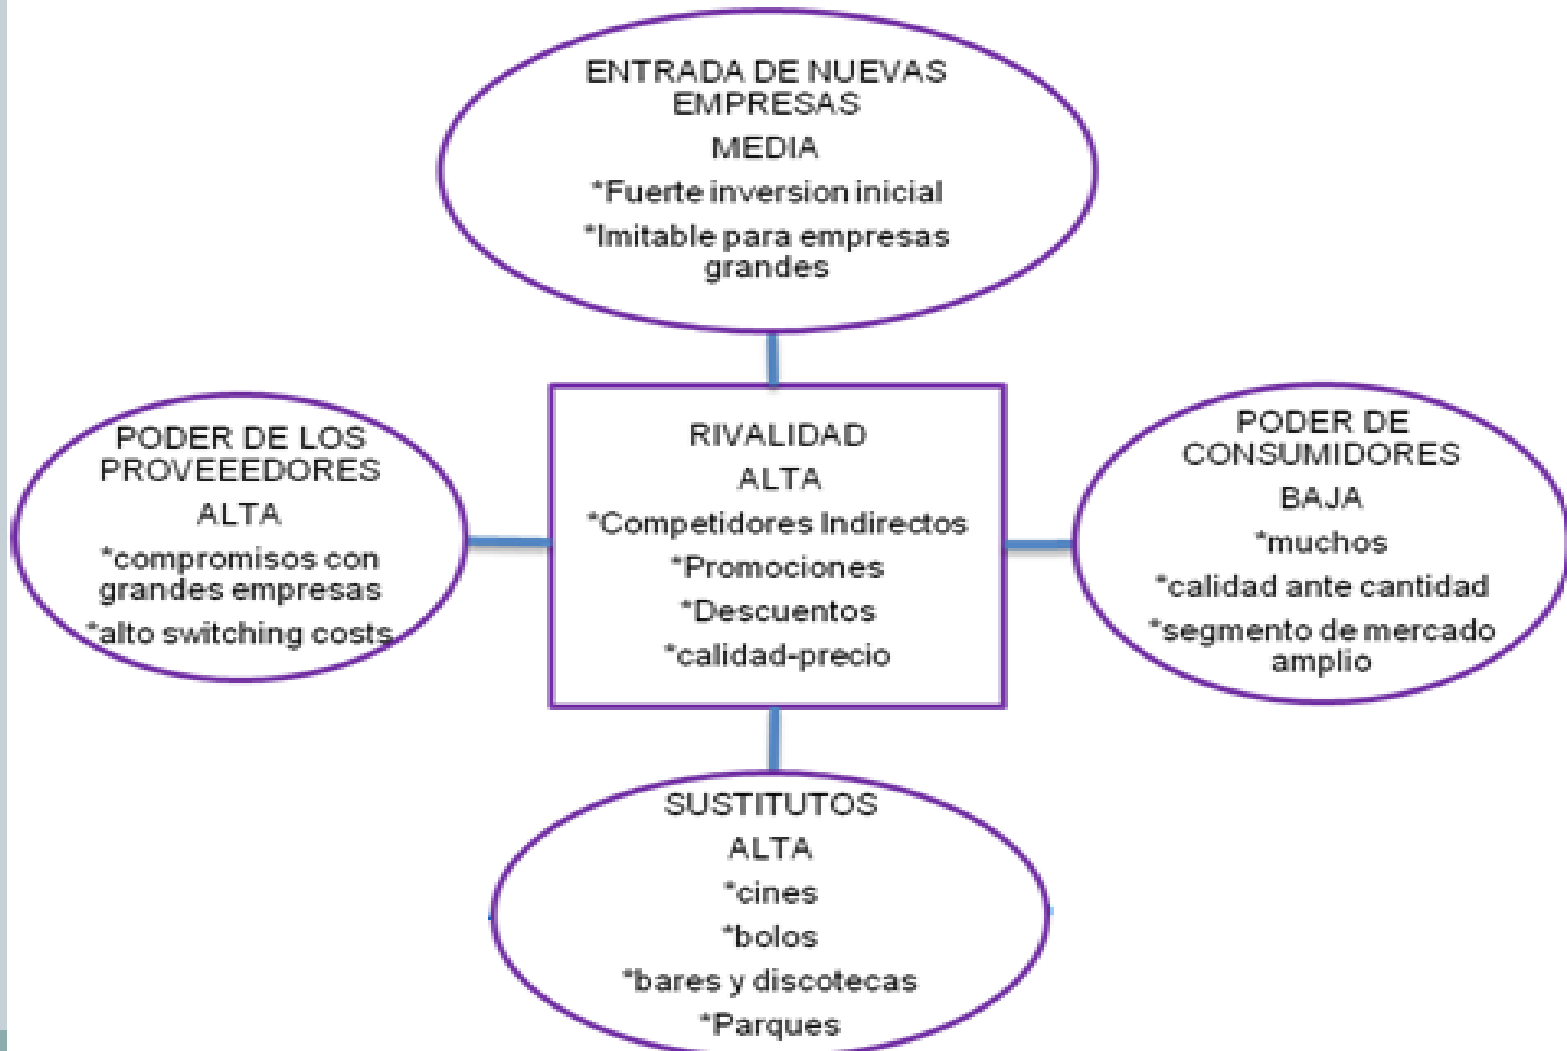 ENTRADA DE NUEVAS
EMPRESAS
MEDIA
*Fuerte inversion inicial
*Imitable para empresas
grandes
PODER DE LOS
PROVEEEDORES
ALTA
*compromisos con
grandes empresas
*alto switching costs
RIVALIDAD
ALTA
*Competidores Indirectos
*Promociones
*Descuentos
*calidad-precio
PODER DE
CONSUMIDORES
BAJA
*muchos
*calidad ante cantidad
*segmento de mercado
amplio
SUSTITUTOS
ALTA
*cines
*bolos
*bares y discotecas
*Parques